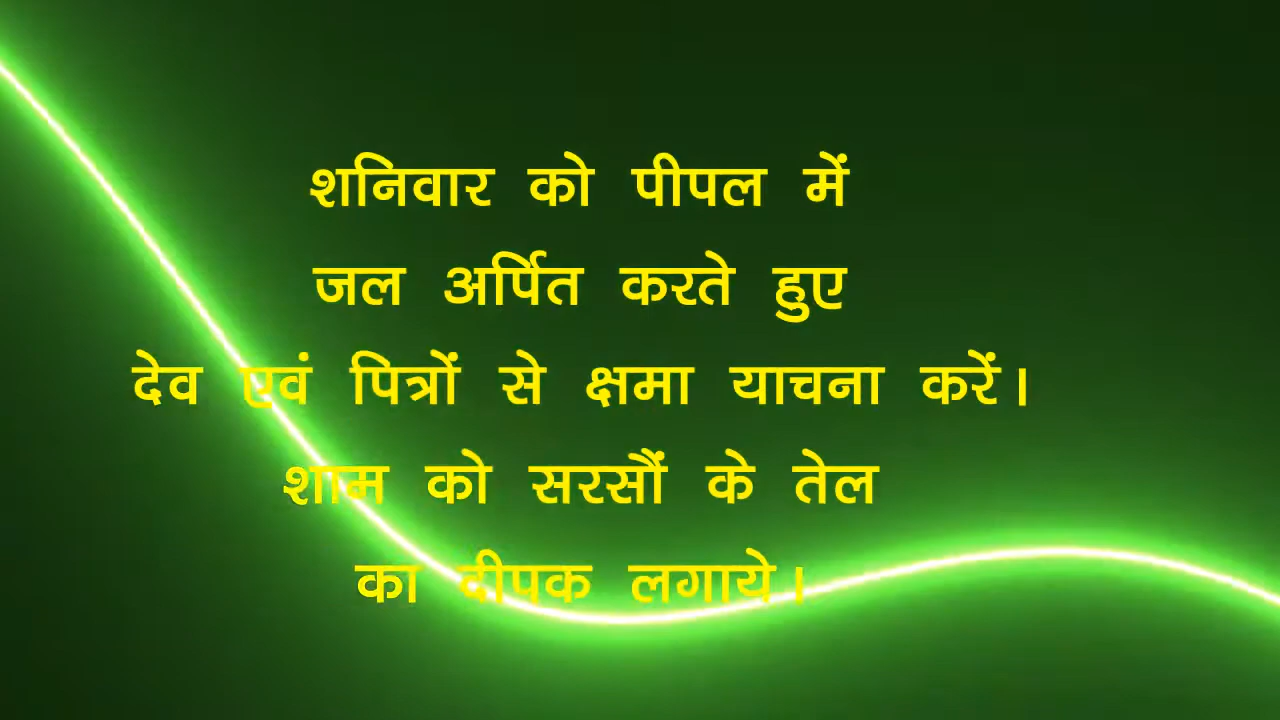 शनिवार को पीपल में
जल अर्पित करते हुए
देव एवं पित्रों से क्षमा याचना करें।
शाम को सरसौं के तेल
का दीपक लगाये।